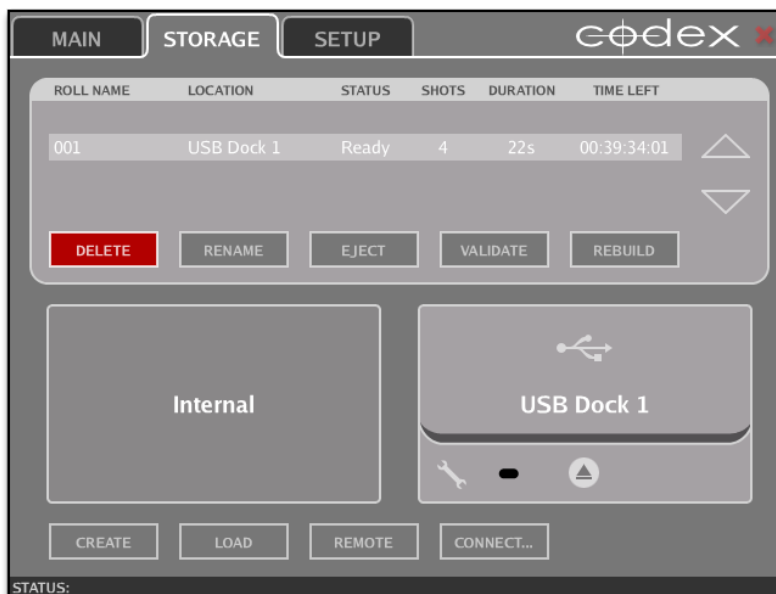 MAIN STORAGE SETUP codex
ROLL NAME LOCATION STATUS SHOTS DURATION TIME LEFT
001 USB Dock 1 Ready 4 22s 00:39:34:01
DELETE RENAME EJECT VALIDATE REBUILD
Internal USB Dock 1
CREATE LOAD REMOTE CONNECT...
STATUS: